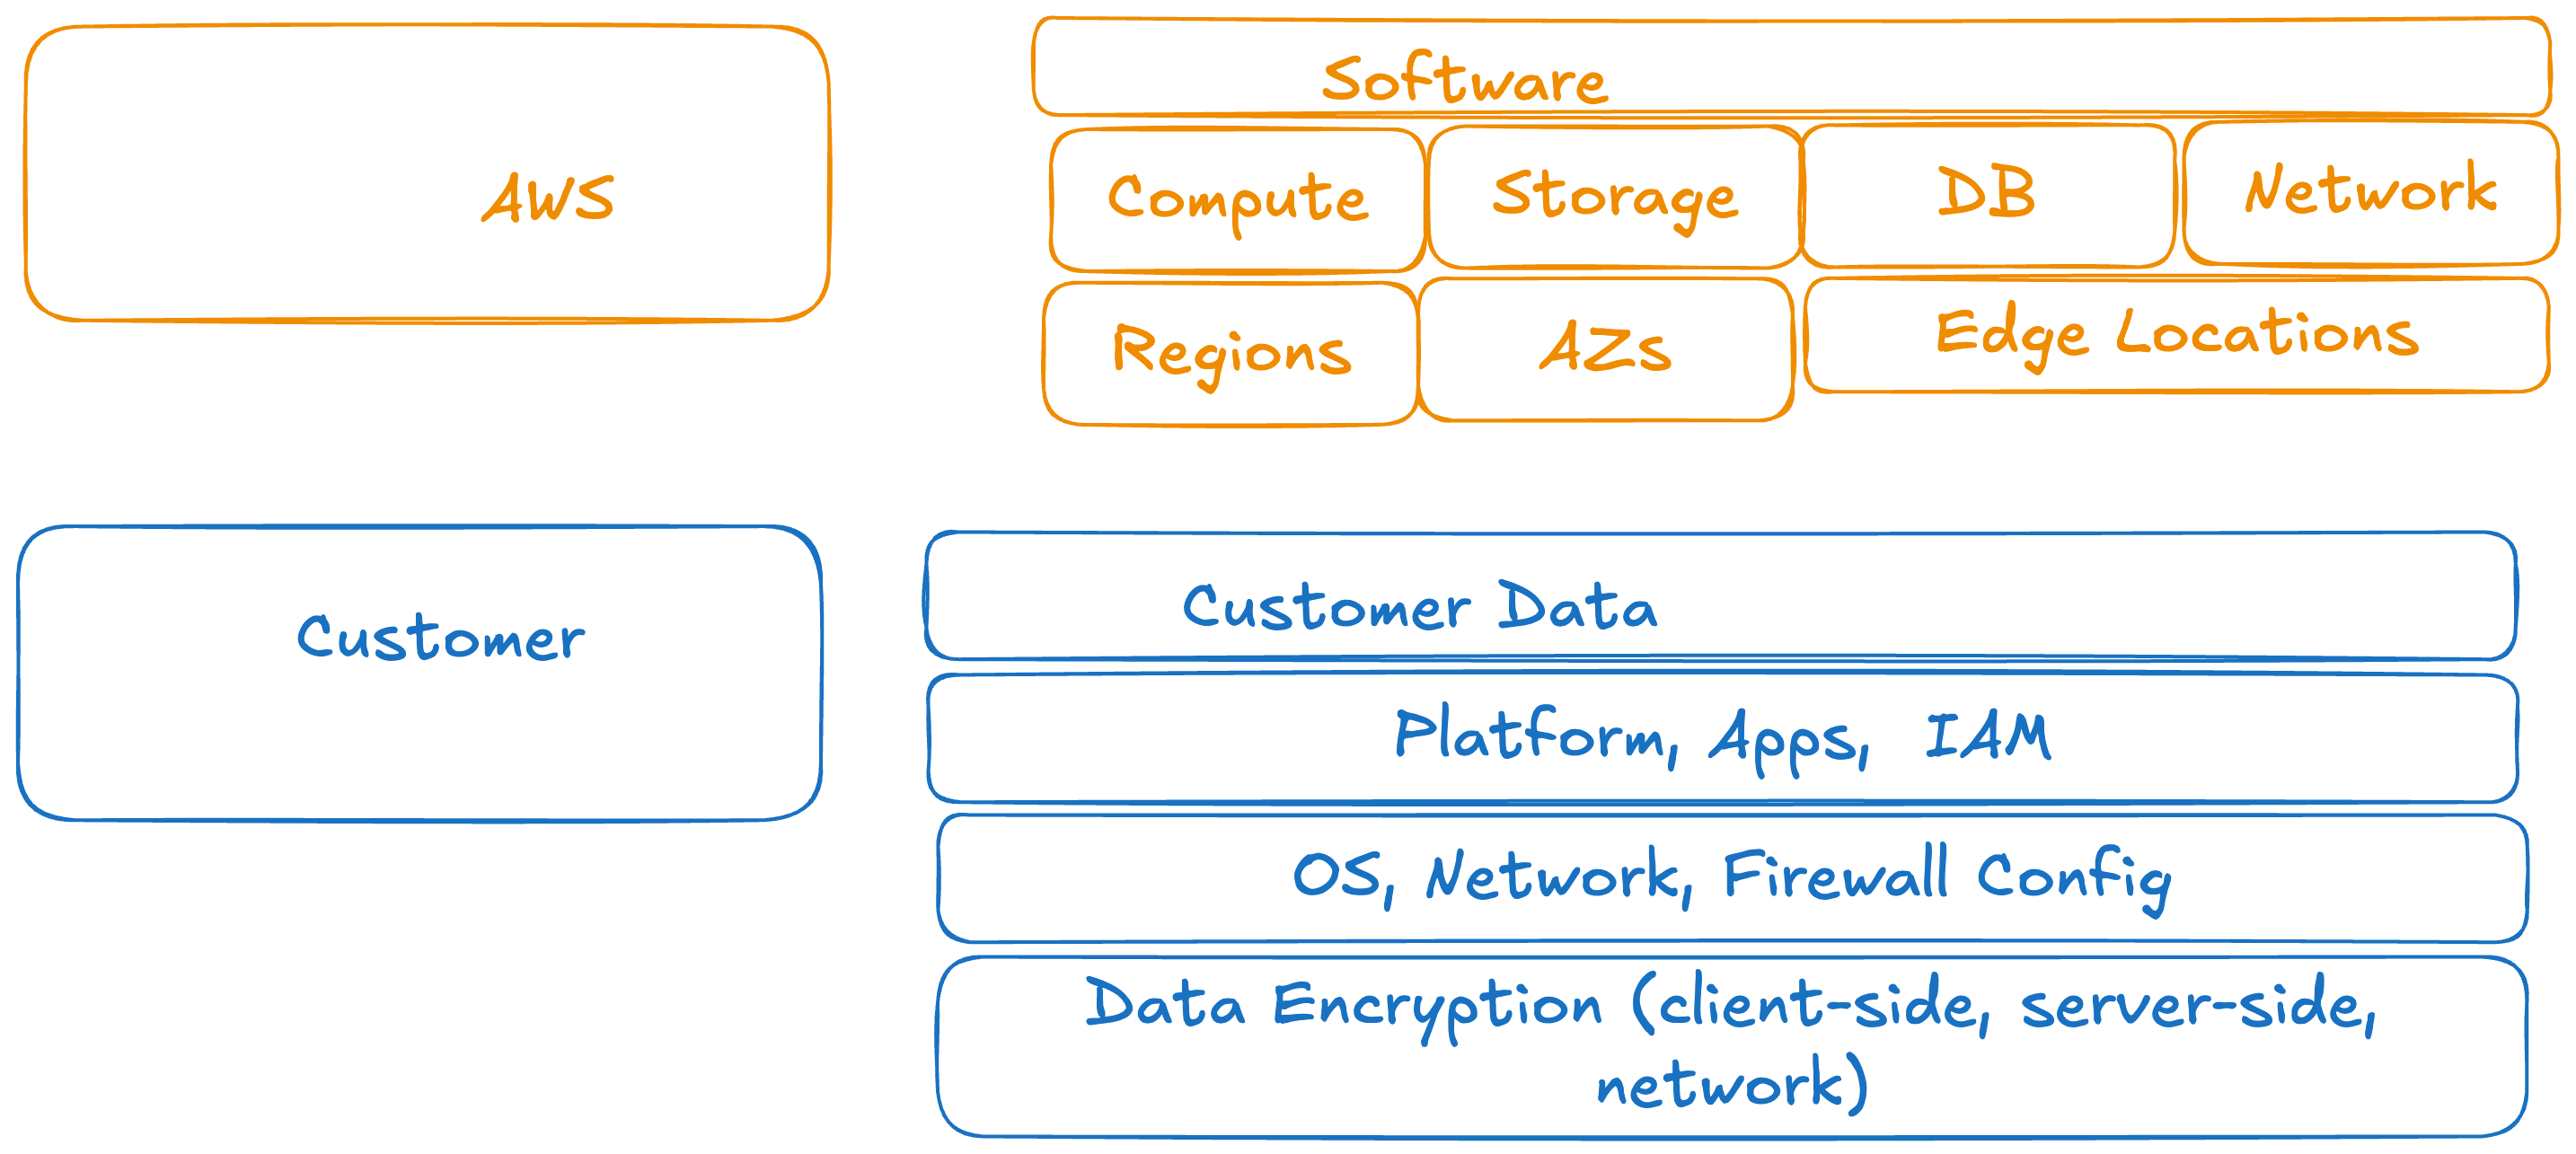 AWS
Software
Compute
Storage
DB
Network
Regions
AZs
Edge Locations
Customer
Customer Data
Platform, Apps, IAM
OS, Network, Firewall Config
Data Encryption (client-side, server-side,
network)